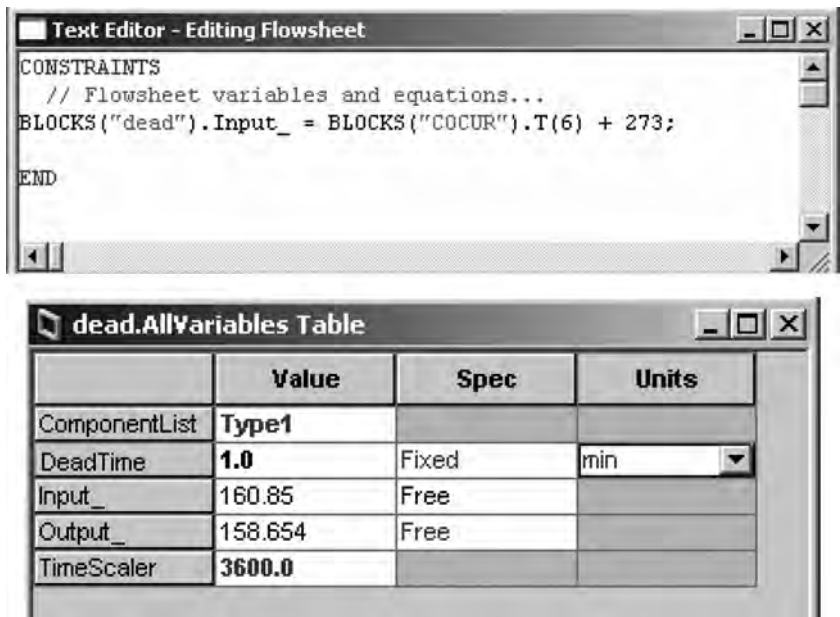 Text Editor - Editing Flowsheet
CONSTRAINTS
// Flowsheet variables and equations...
BLOCKS("dead").Input_ = BLOCKS("COCUR").T(6) + 273;
END
dead.AllVariables Table
Value Spec Units
ComponentList Type1
DeadTime 1.0 Fixed min
Input_ 160.85 Free
Output_ 158.654 Free
TimeScaler 3600.0